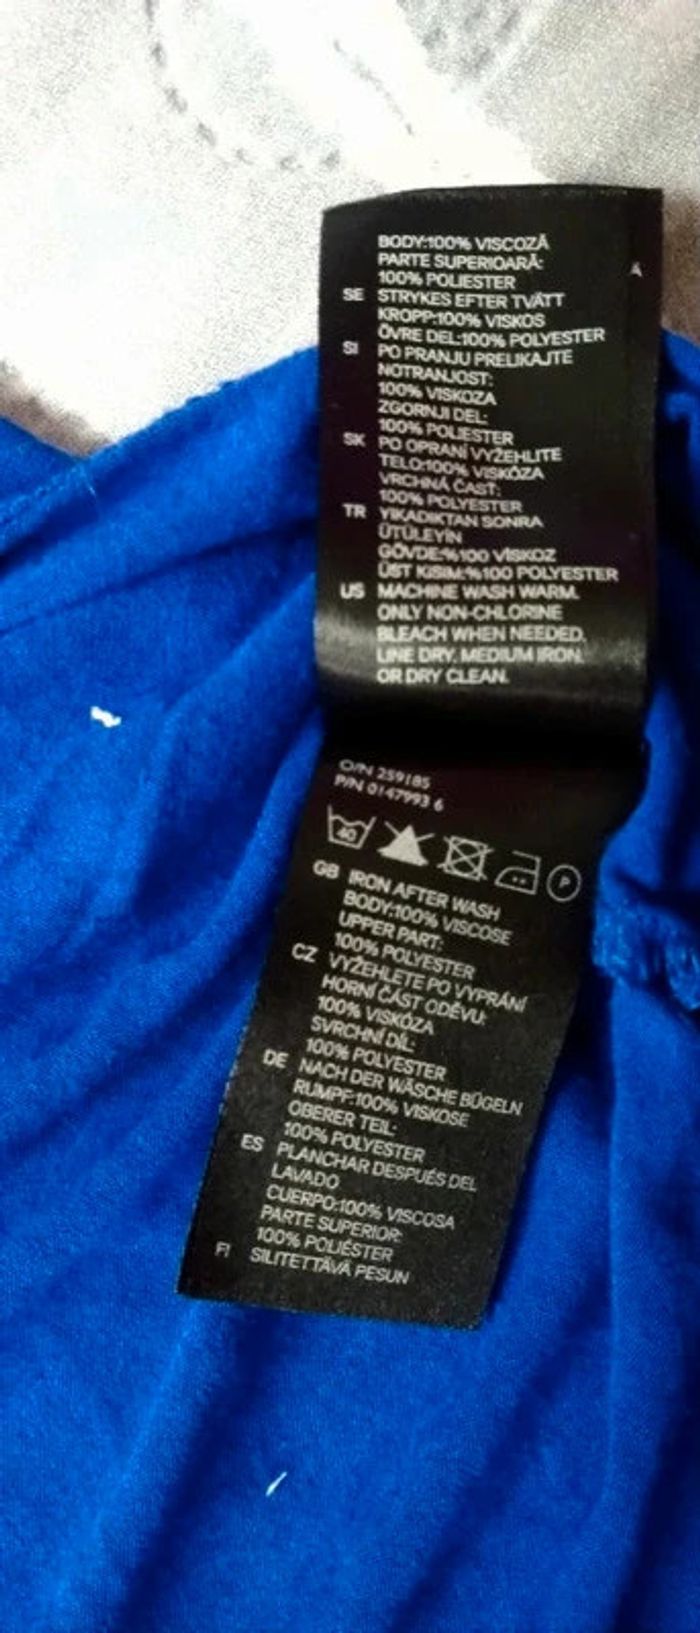 BODY:100% VISCOZĂ
PARTE SUPERIOARĂ:
100% POLIESTER
SE STRYKES EFTER TVÄTT
KROPP:100% VISKOS
ÖVRE DEL:100% POLYESTER
SI PO PRANJU PRELIKAJTE
NOTRANJOST:
100% VISKOZA
ZGORNJI DEL:
100% POLIESTER
SK PO OPRANÍ VYŽEHLITE
TELO:100% VISKÓZA
VRCHNÁ ČASŤ:
100% POLYESTER
TR YIKADIKTAN SONRA
ÜTÜLEYİN
GÖVDE:%100 VİSKOZ
ÜST KISIM:%100 POLYESTER
US MACHINE WASH WARM.
ONLY NON-CHLORINE
BLEACH WHEN NEEDED.
LINE DRY. MEDIUM IRON.
OR DRY CLEAN.
O/N 259185
P/N 0147993 6
40 P
GB IRON AFTER WASH
BODY:100% VISCOSE
UPPER PART:
100% POLYESTER
CZ VYŽEHLETE PO VYPRÁNÍ
HORNÍ ČÁST ODĚVU:
100% VISKÓZA
SVRCHNÍ DÍL:
100% POLYESTER
DE NACH DER WÄSCHE BÜGELN
RUMPF:100% VISKOSE
OBERER TEIL:
100% POLYESTER
ES PLANCHAR DESPUÉS DEL
LAVADO
CUERPO:100% VISCOSA
PARTE SUPERIOR:
100% POLIÉSTER
FI SILITETTÄVÄ PESUN